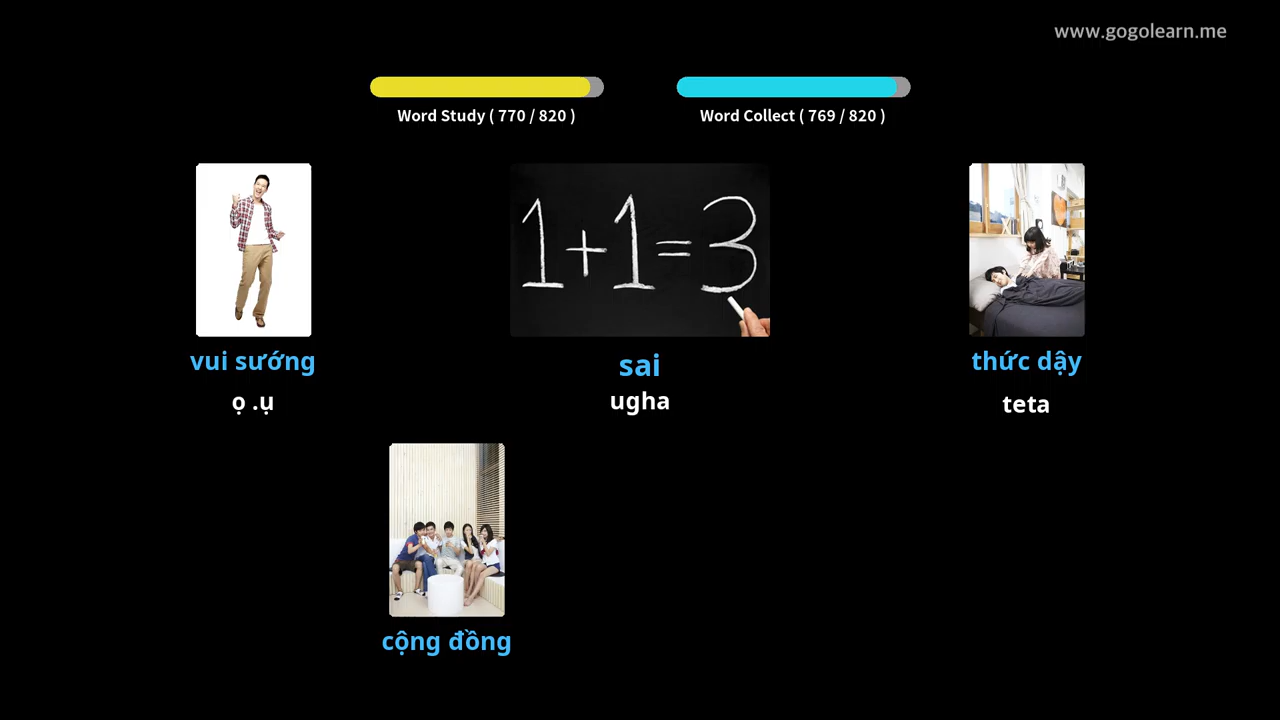 www.gogolearn.me
Word Study ( 770 / 820 )
Word Collect ( 769 / 820 )
1+1=3
vui sướng
sai
thức dậy
ọ .ụ
ugha
teta
cộng đồng